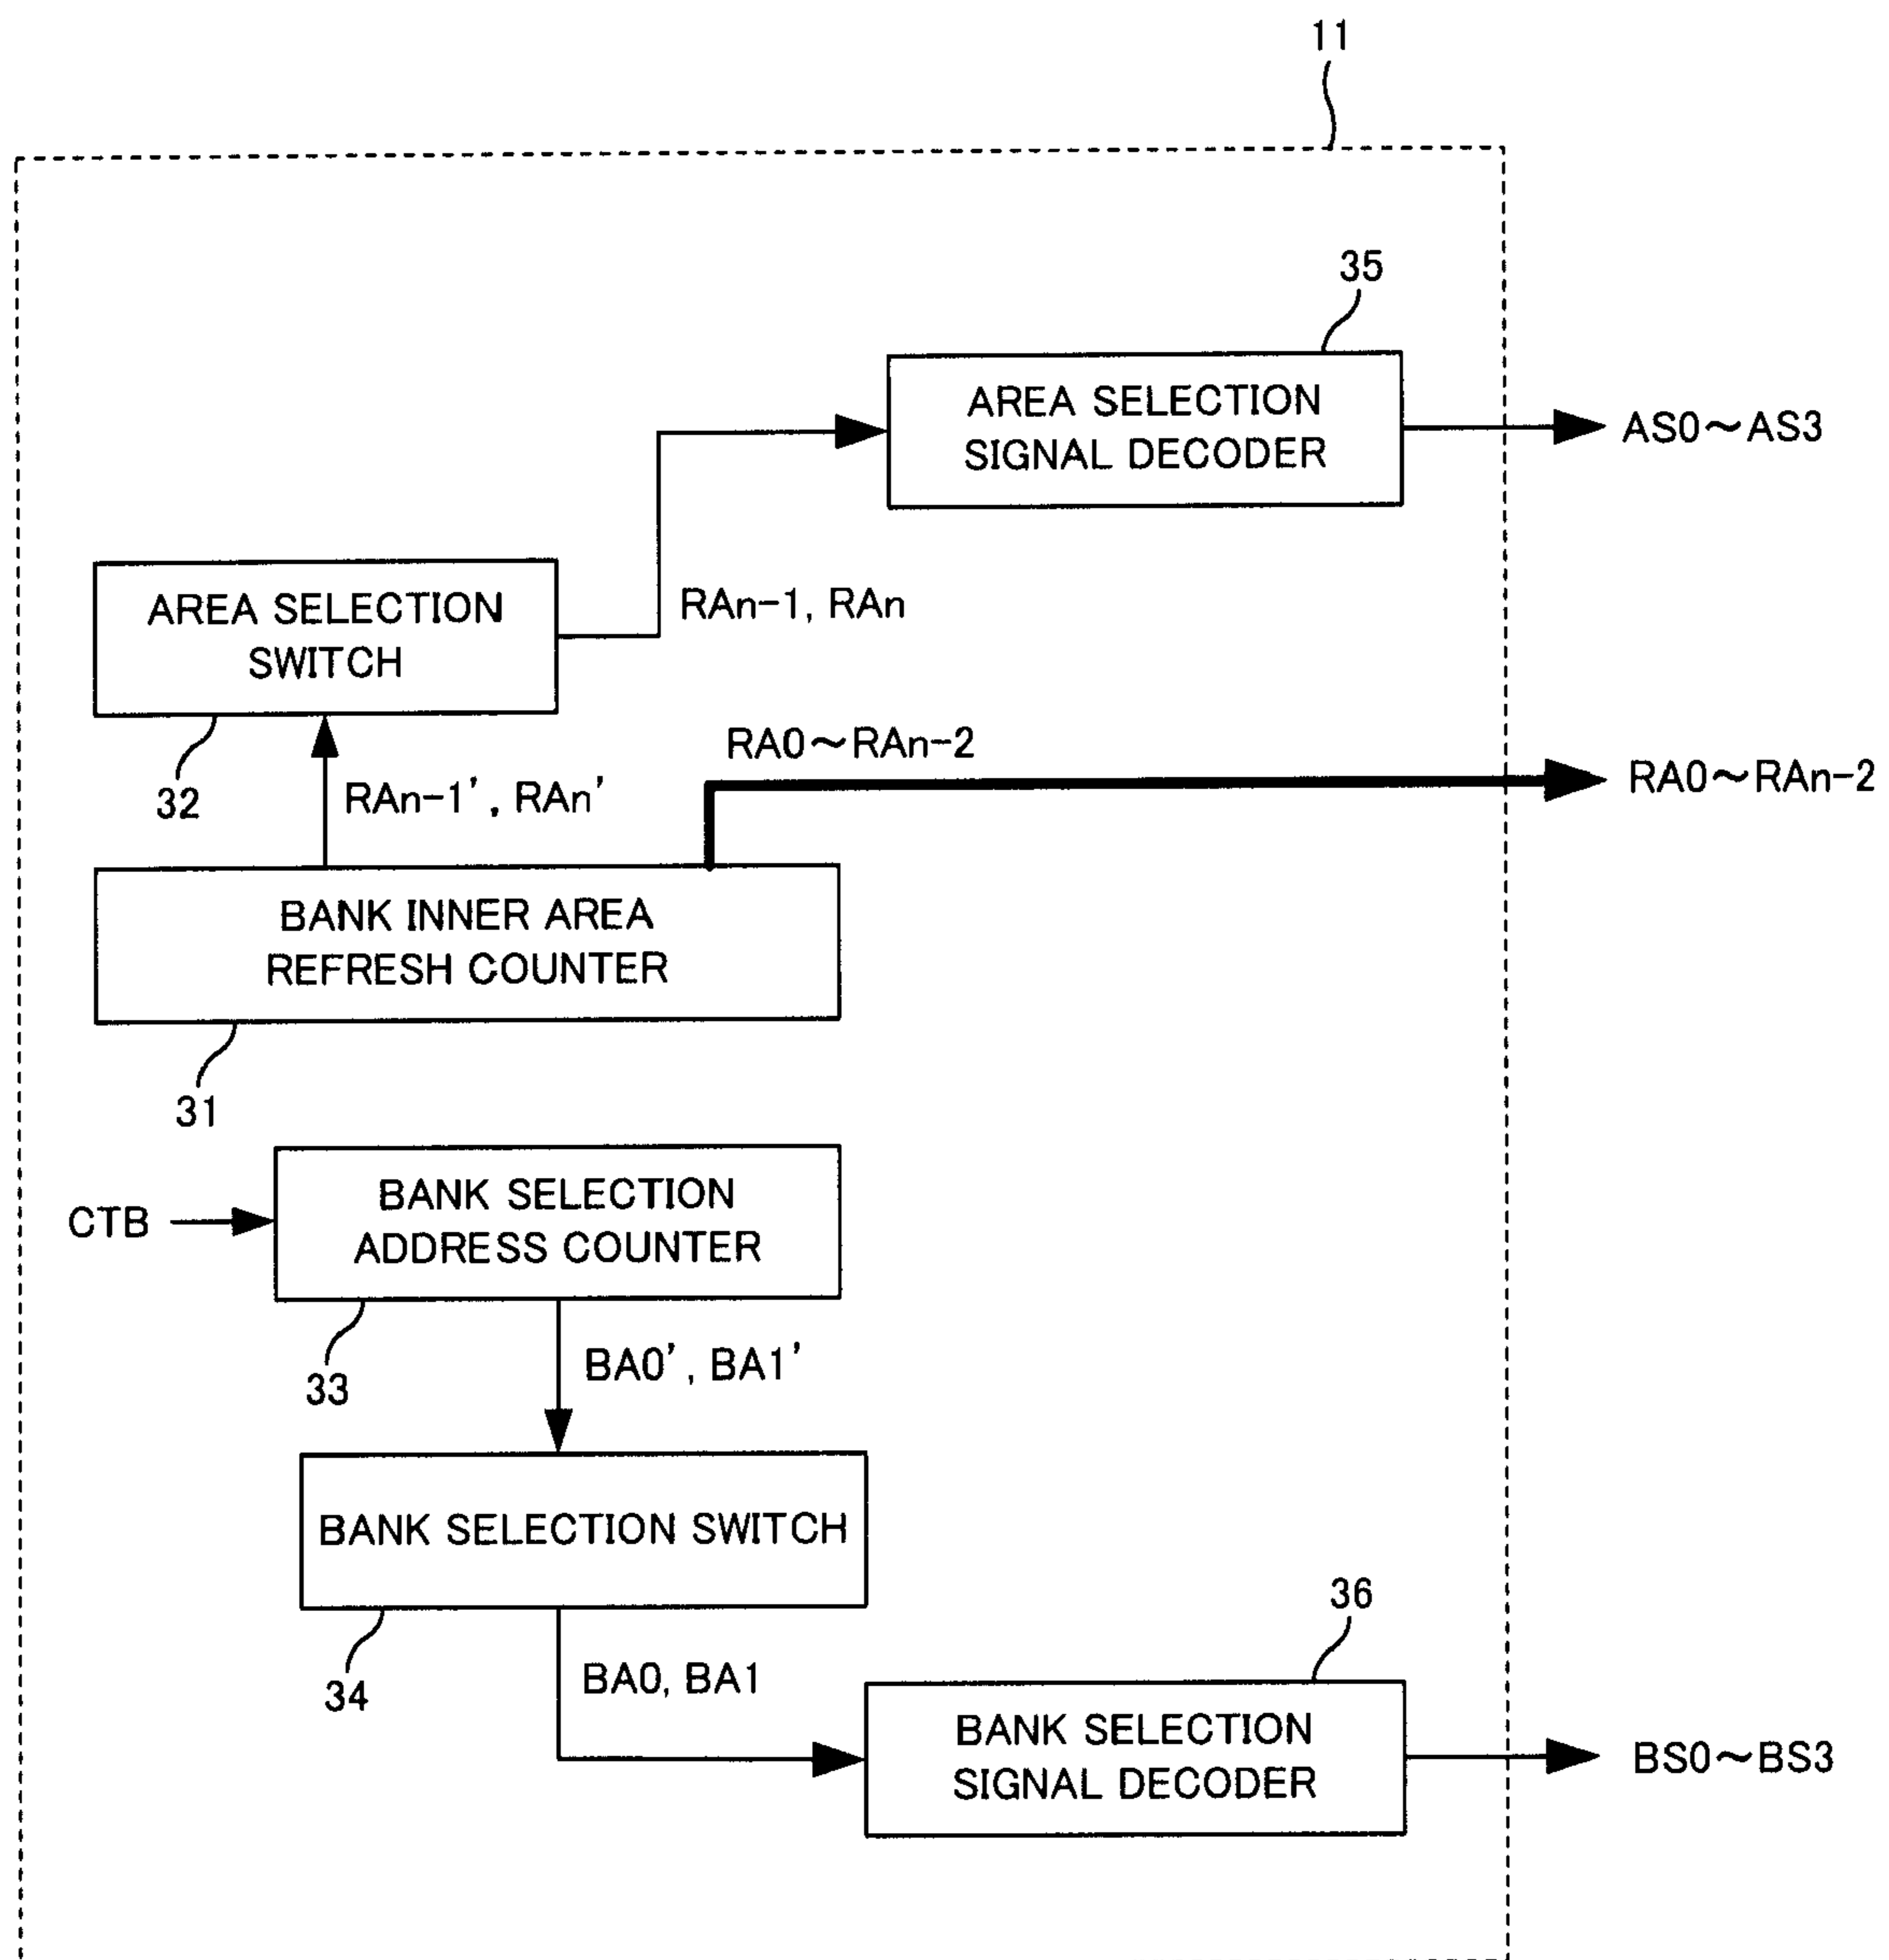 11
35
AREA SELECTION
SIGNAL DECODER
AS0～AS3
AREA SELECTION
SWITCH
RAn-1, RAn
32
RAn-1’, RAn’
RA0～RAn-2
RA0～RAn-2
BANK INNER AREA
REFRESH COUNTER
31
CTB
BANK SELECTION
ADDRESS COUNTER
33
BA0’, BA1’
BANK SELECTION SWITCH
34
BA0, BA1
36
BANK SELECTION
SIGNAL DECODER
BS0～BS3